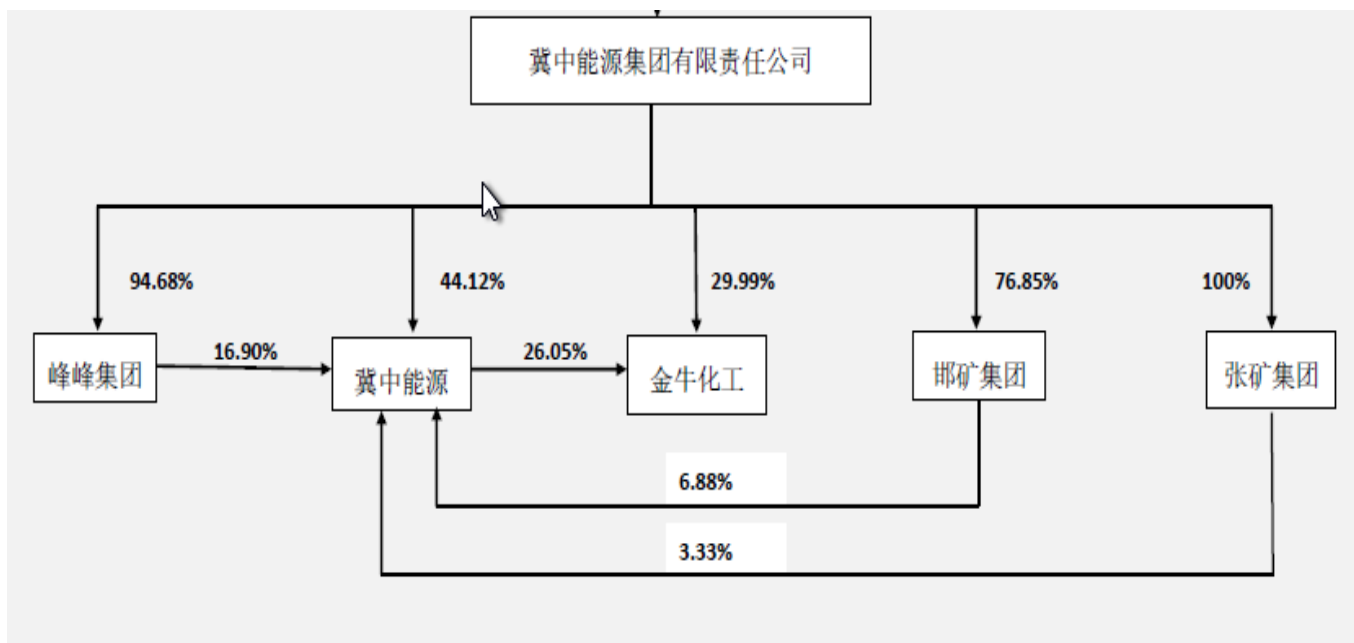 冀中能源集团有限责任公司
94.68%
44.12%
29.99%
76.85%
100%
峰峰集团
16.90%
冀中能源
26.05%
金牛化工
邯矿集团
张矿集团
6.88%
3.33%